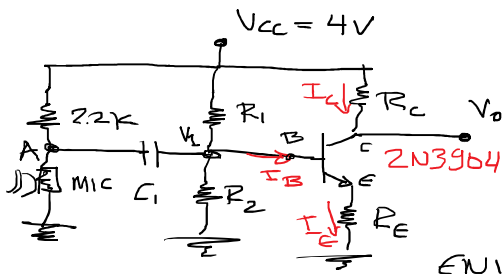 VCC = 4V
2.2K
R1
IC
RC
Vo
A
V1
B
C
2N3904
MIC
C1
R2
IB
E
IE
RE